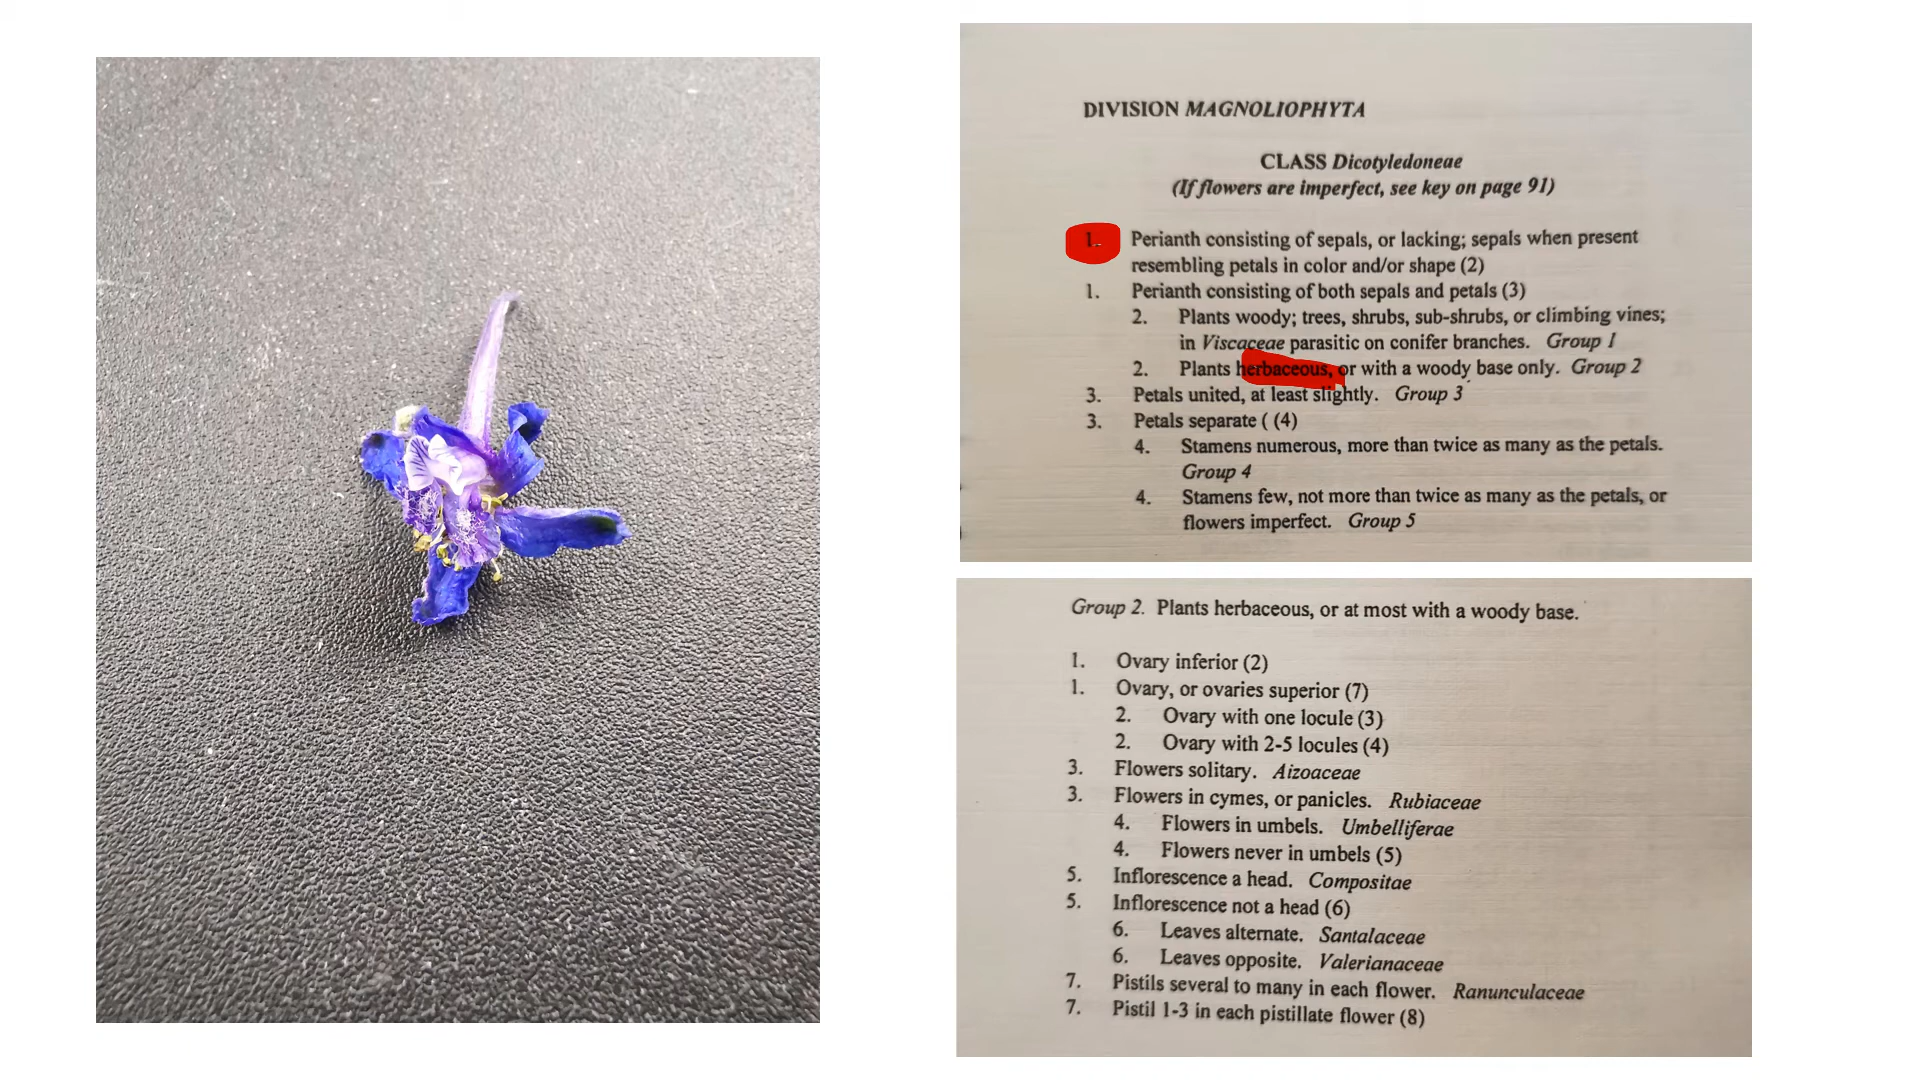 DIVISION MAGNOLIOPHYTA
CLASS Dicotyledoneae
(If flowers are imperfect, see key on page 91)
1. Perianth consisting of sepals, or lacking; sepals when present
resembling petals in color and/or shape (2)
1. Perianth consisting of both sepals and petals (3)
2. Plants woody; trees, shrubs, sub-shrubs, or climbing vines;
in Viscaceae parasitic on conifer branches. Group 1
2. Plants herbaceous, or with a woody base only. Group 2
3. Petals united, at least slightly. Group 3
3. Petals separate ( (4)
4. Stamens numerous, more than twice as many as the petals.
Group 4
4. Stamens few, not more than twice as many as the petals, or
flowers imperfect. Group 5
Group 2. Plants herbaceous, or at most with a woody base.
1. Ovary inferior (2)
1. Ovary, or ovaries superior (7)
2. Ovary with one locule (3)
2. Ovary with 2-5 locules (4)
3. Flowers solitary. Aizoaceae
3. Flowers in cymes, or panicles. Rubiaceae
4. Flowers in umbels. Umbelliferae
4. Flowers never in umbels (5)
5. Inflorescence a head. Compositae
5. Inflorescence not a head (6)
6. Leaves alternate. Santalaceae
6. Leaves opposite. Valerianaceae
7. Pistils several to many in each flower. Ranunculaceae
7. Pistil 1-3 in each pistillate flower (8)